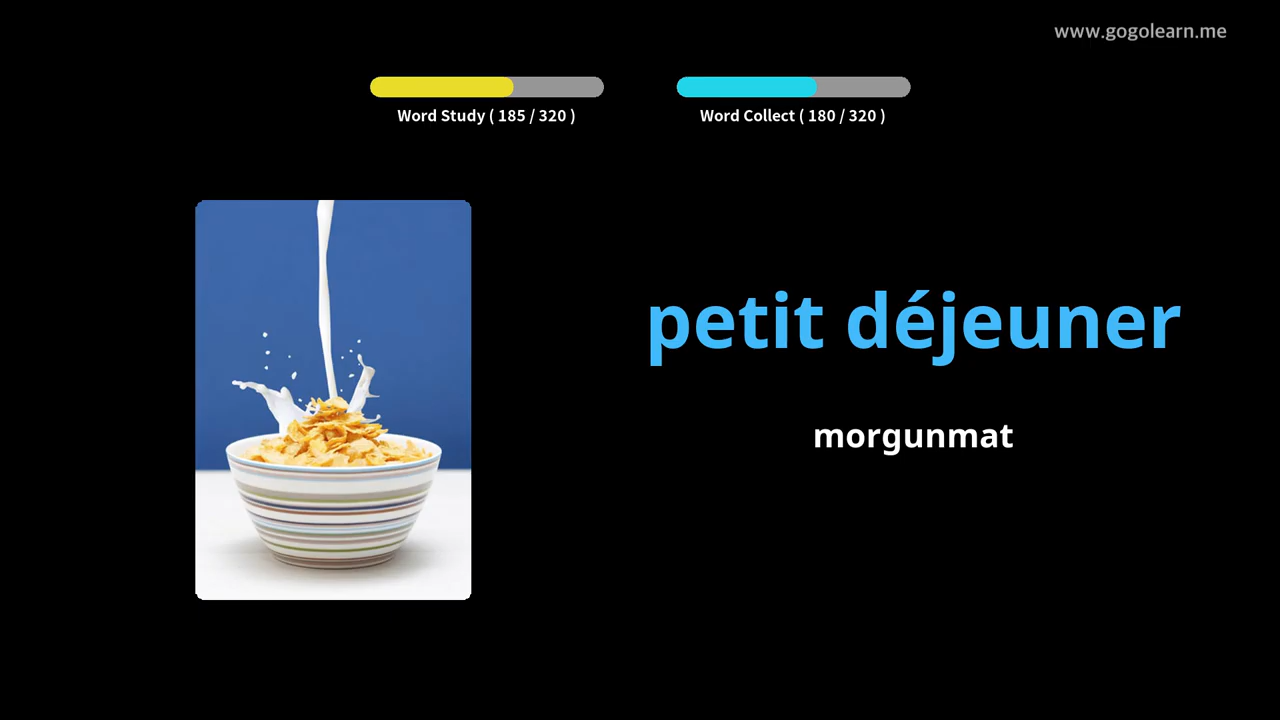 www.gogolearn.me
Word Study ( 185 / 320 )
Word Collect ( 180 / 320 )
petit déjeuner
morgunmat